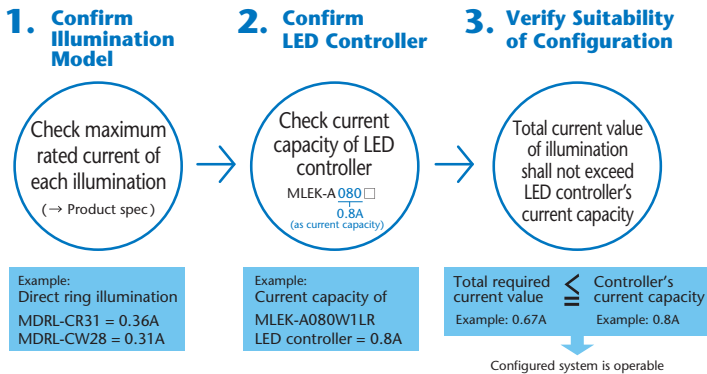 1. Confirm
Illumination
Model
2. Confirm
LED Controller
3. Verify Suitability
of Configuration
Check maximum
rated current of
each illumination
(→ Product spec)
Check current
capacity of LED
controller
MLEK-A080□
0.8A
(as current capacity)
Total current value
of illumination
shall not exceed
LED controller's
current capacity
Example:
Direct ring illumination
MDRL-CR31 = 0.36A
MDRL-CW28 = 0.31A
Example:
Current capacity of
MLEK-A080W1LR
LED controller = 0.8A
Total required
current value
Example: 0.67A
≦
Controller's
current capacity
Example: 0.8A
Configured system is operable